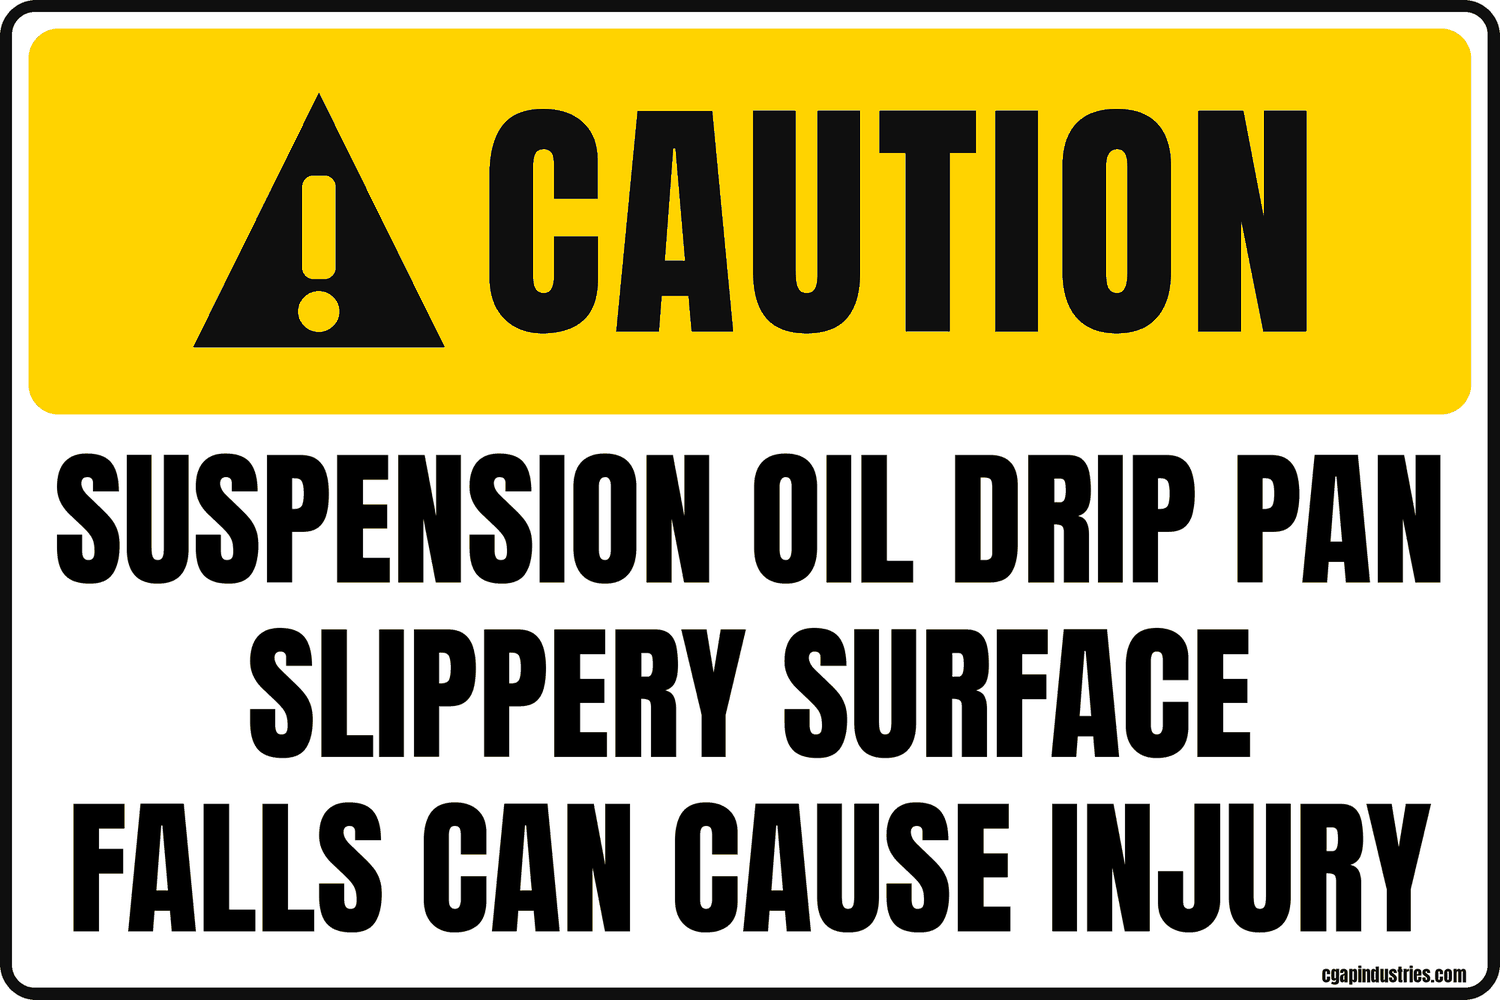 CAUTION
SUSPENSION OIL DRIP PAN
SLIPPERY SURFACE
FALLS CAN CAUSE INJURY
cgapindustries.com